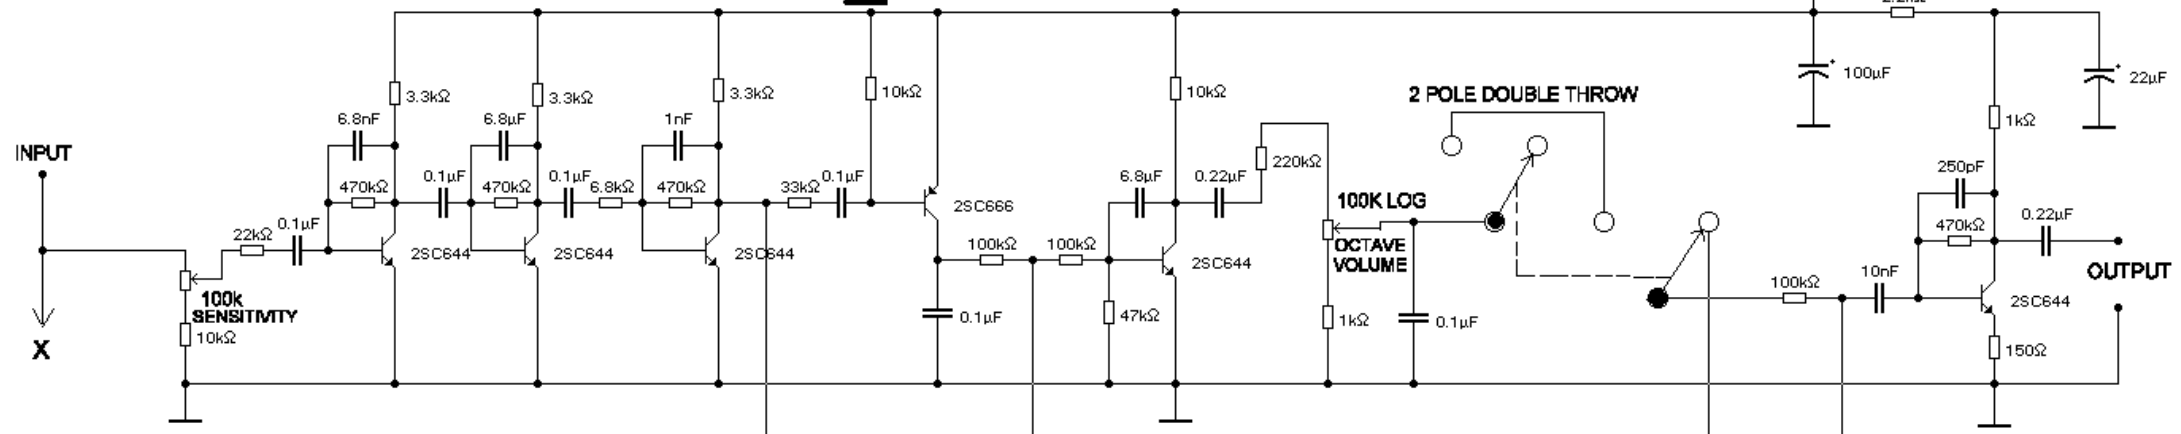 2 POLE DOUBLE THROW
100µF
22µF
3.3kΩ
3.3kΩ
3.3kΩ
10kΩ
10kΩ
1kΩ
6.8nF
6.8µF
1nF
INPUT
220kΩ
250pF
470kΩ
0.1µF
470kΩ
0.1µF
6.8kΩ
470kΩ
33kΩ
0.1µF
6.8µF
0.22µF
2SC666
100K LOG
OCTAVE
VOLUME
22kΩ
0.1µF
2SC644
2SC644
2SC644
100kΩ
100kΩ
2SC644
470kΩ
0.22µF
OUTPUT
100k
SENSITIVITY
10kΩ
X
0.1µF
47kΩ
1kΩ
0.1µF
100kΩ
10nF
2SC644
150Ω